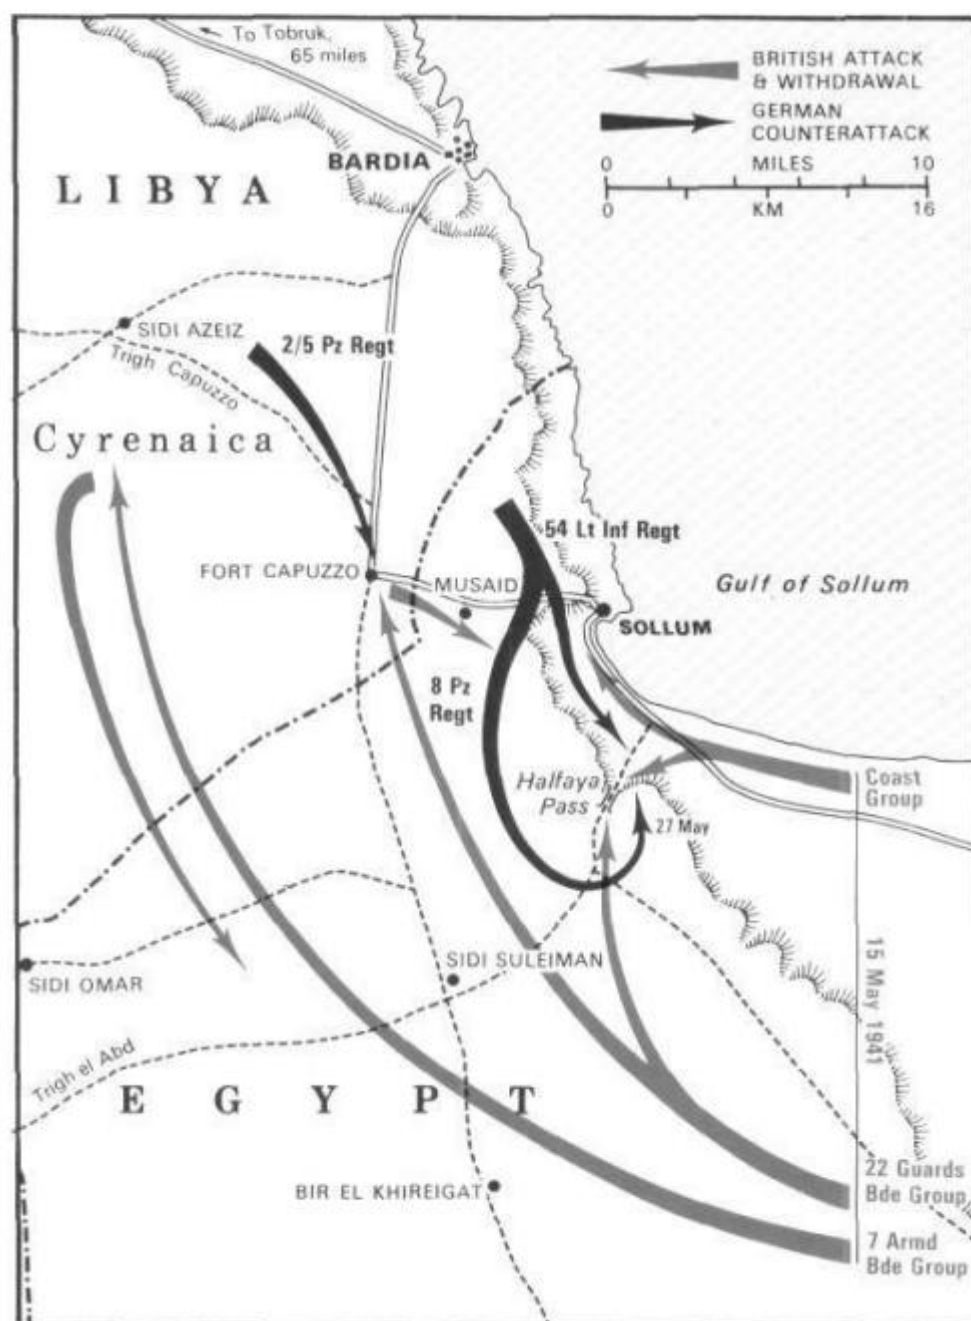 To Tobruk,
65 miles
BRITISH ATTACK
& WITHDRAWAL
GERMAN
COUNTERATTACK
0 MILES 10
0 KM 16
BARDIA
LIBYA
SIDI AZEIZ
2/5 Pz Regt
Trigh Capuzzo
Cyrenaica
54 Lt Inf Regt
FORT CAPUZZO
MUSAID
Gulf of Sollum
SOLLUM
8 Pz
Regt
Halfaya
Pass
Coast
Group
27 May
SIDI SULEIMAN
SIDI OMAR
15 May 1941
Trigh el Abd
EGYPT
22 Guards
Bde Group
BIR EL KHIREIGAT
7 Armd
Bde Group